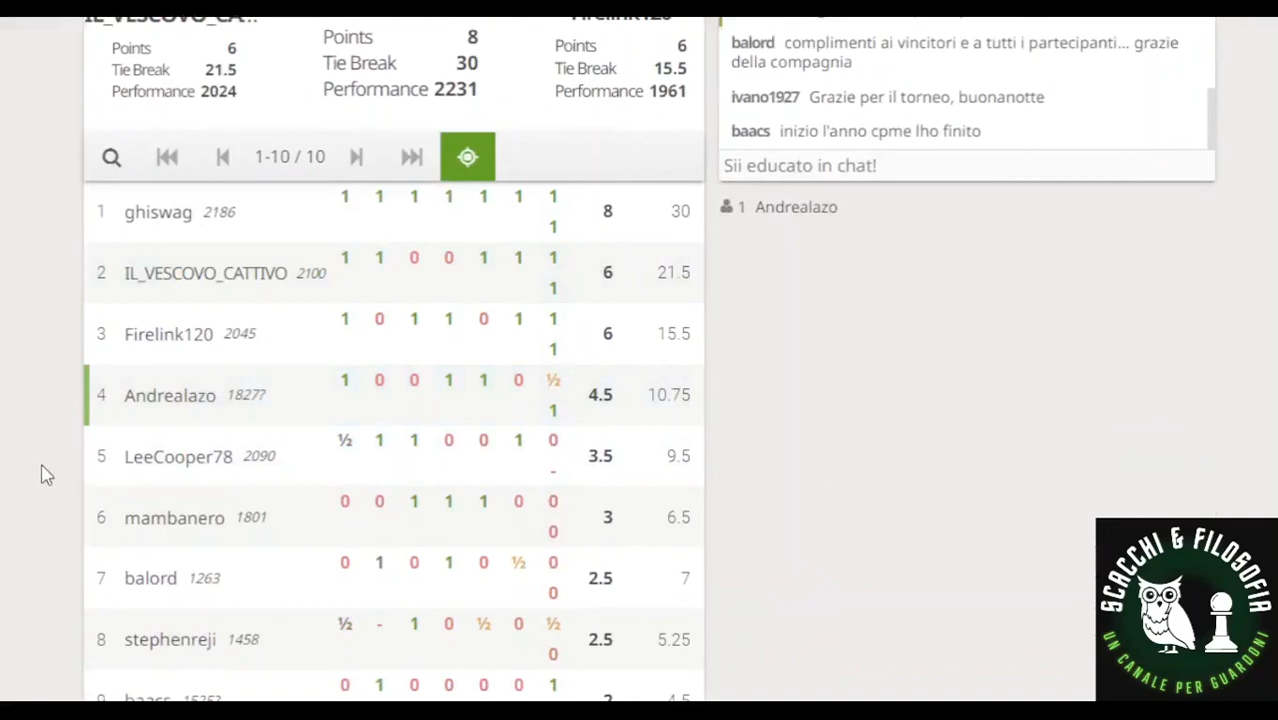 IL_VESCOVO_CA…
Points 6
Tie Break 21.5
Performance 2024
Points 8
Tie Break 30
Performance 2231
Firelink120
Points 6
Tie Break 15.5
Performance 1961
1-10 / 10
1 ghiswag 2186 1 1 1 1 1 1 1 8 30
1
2 IL_VESCOVO_CATTIVO 2100 1 1 0 0 1 1 1 6 21.5
1
3 Firelink120 2045 1 0 1 1 0 1 1 6 15.5
1
4 Andrealazo 1827? 1 0 0 1 1 0 ½ 4.5 10.75
1
5 LeeCooper78 2090 ½ 1 1 0 0 1 0 3.5 9.5
-
6 mambanero 1801 0 0 1 1 1 0 0 3 6.5
0
7 balord 1263 0 1 0 1 0 ½ 0 2.5 7
0
8 stephenreji 1458 ½ - 1 0 ½ 0 ½ 2.5 5.25
0
9 baacs 1525? 0 1 0 0 0 0 1 2 4.5
balord complimenti ai vincitori e a tutti i partecipanti... grazie
della compagnia
ivano1927 Grazie per il torneo, buonanotte
baacs inizio l'anno cpme lho finito
Sii educato in chat!
1 Andrealazo
SCACCHI & FILOSOFIA
UN CANALE PER GUARDONI